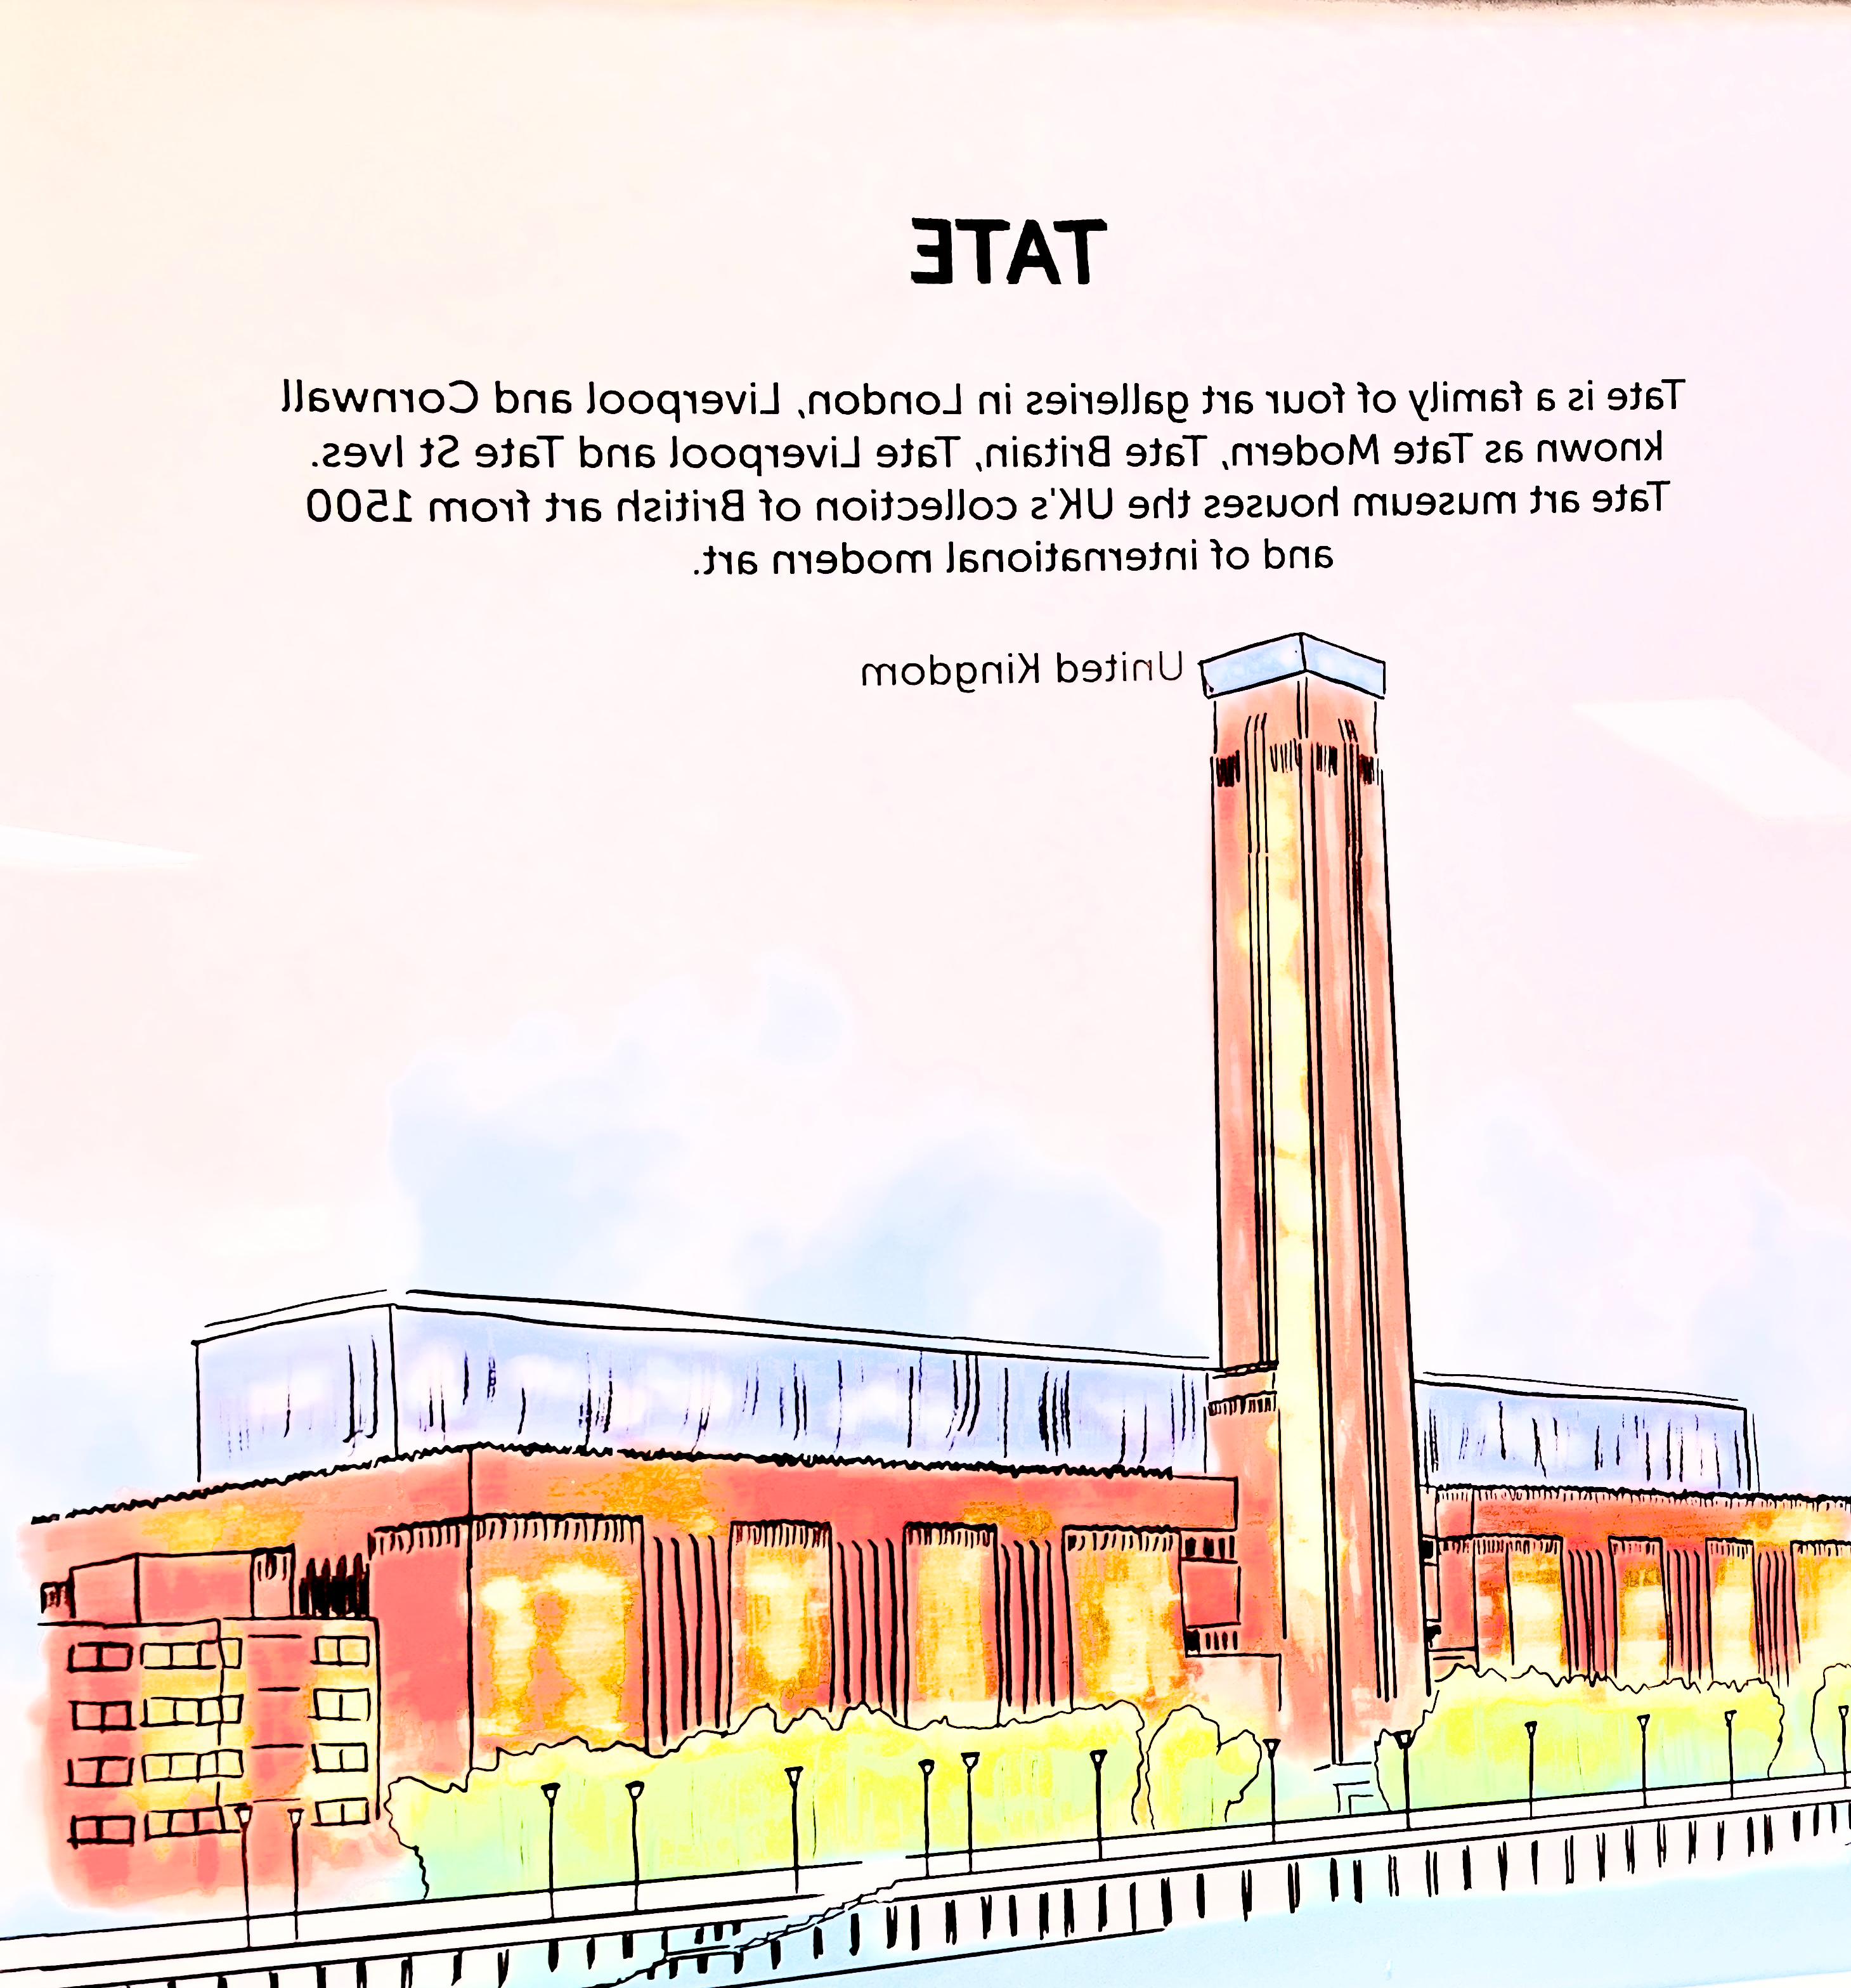 TATE
Tate is a family of four art galleries in London, Liverpool and Cornwall
known as Tate Modern, Tate Britain, Tate Liverpool and Tate St Ives.
Tate art museum houses the UK's collection of British art from 1500
and of international modern art.
United Kingdom